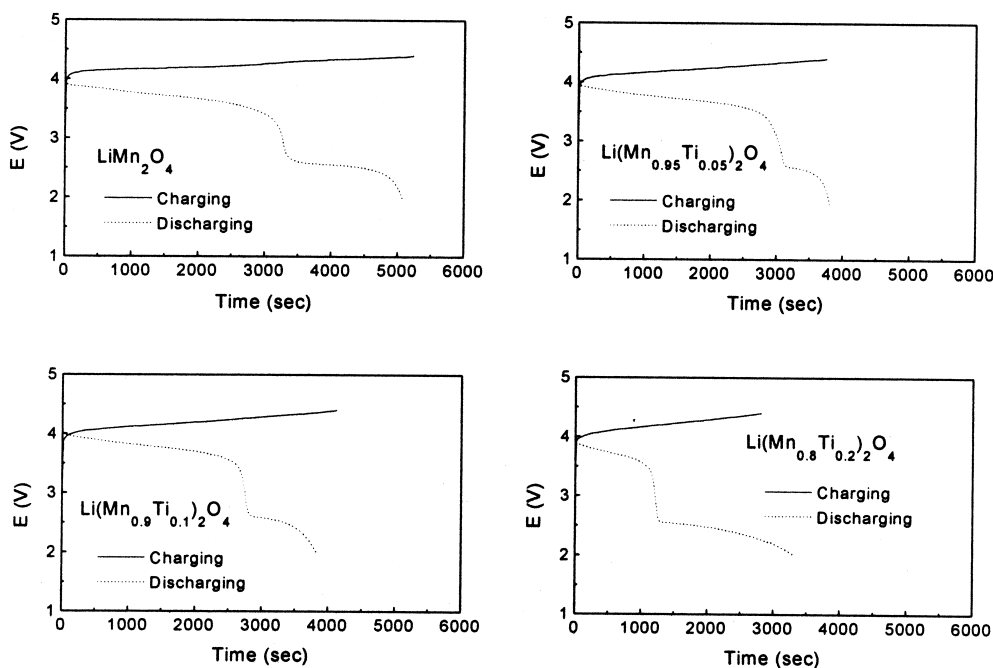 5
4
3
2
1
E (V)
LiMn2O4
Charging
Discharging
0 1000 2000 3000 4000 5000 6000
Time (sec)
5
4
3
2
1
E (V)
Li(Mn0.95Ti0.05)2O4
Charging
Discharging
0 1000 2000 3000 4000 5000 6000
Time (sec)
5
4
3
2
1
E (V)
Li(Mn0.9Ti0.1)2O4
Charging
Discharging
0 1000 2000 3000 4000 5000 6000
Time (sec)
5
4
3
2
1
E (V)
Li(Mn0.8Ti0.2)2O4
Charging
Discharging
0 1000 2000 3000 4000 5000 6000
Time (sec)